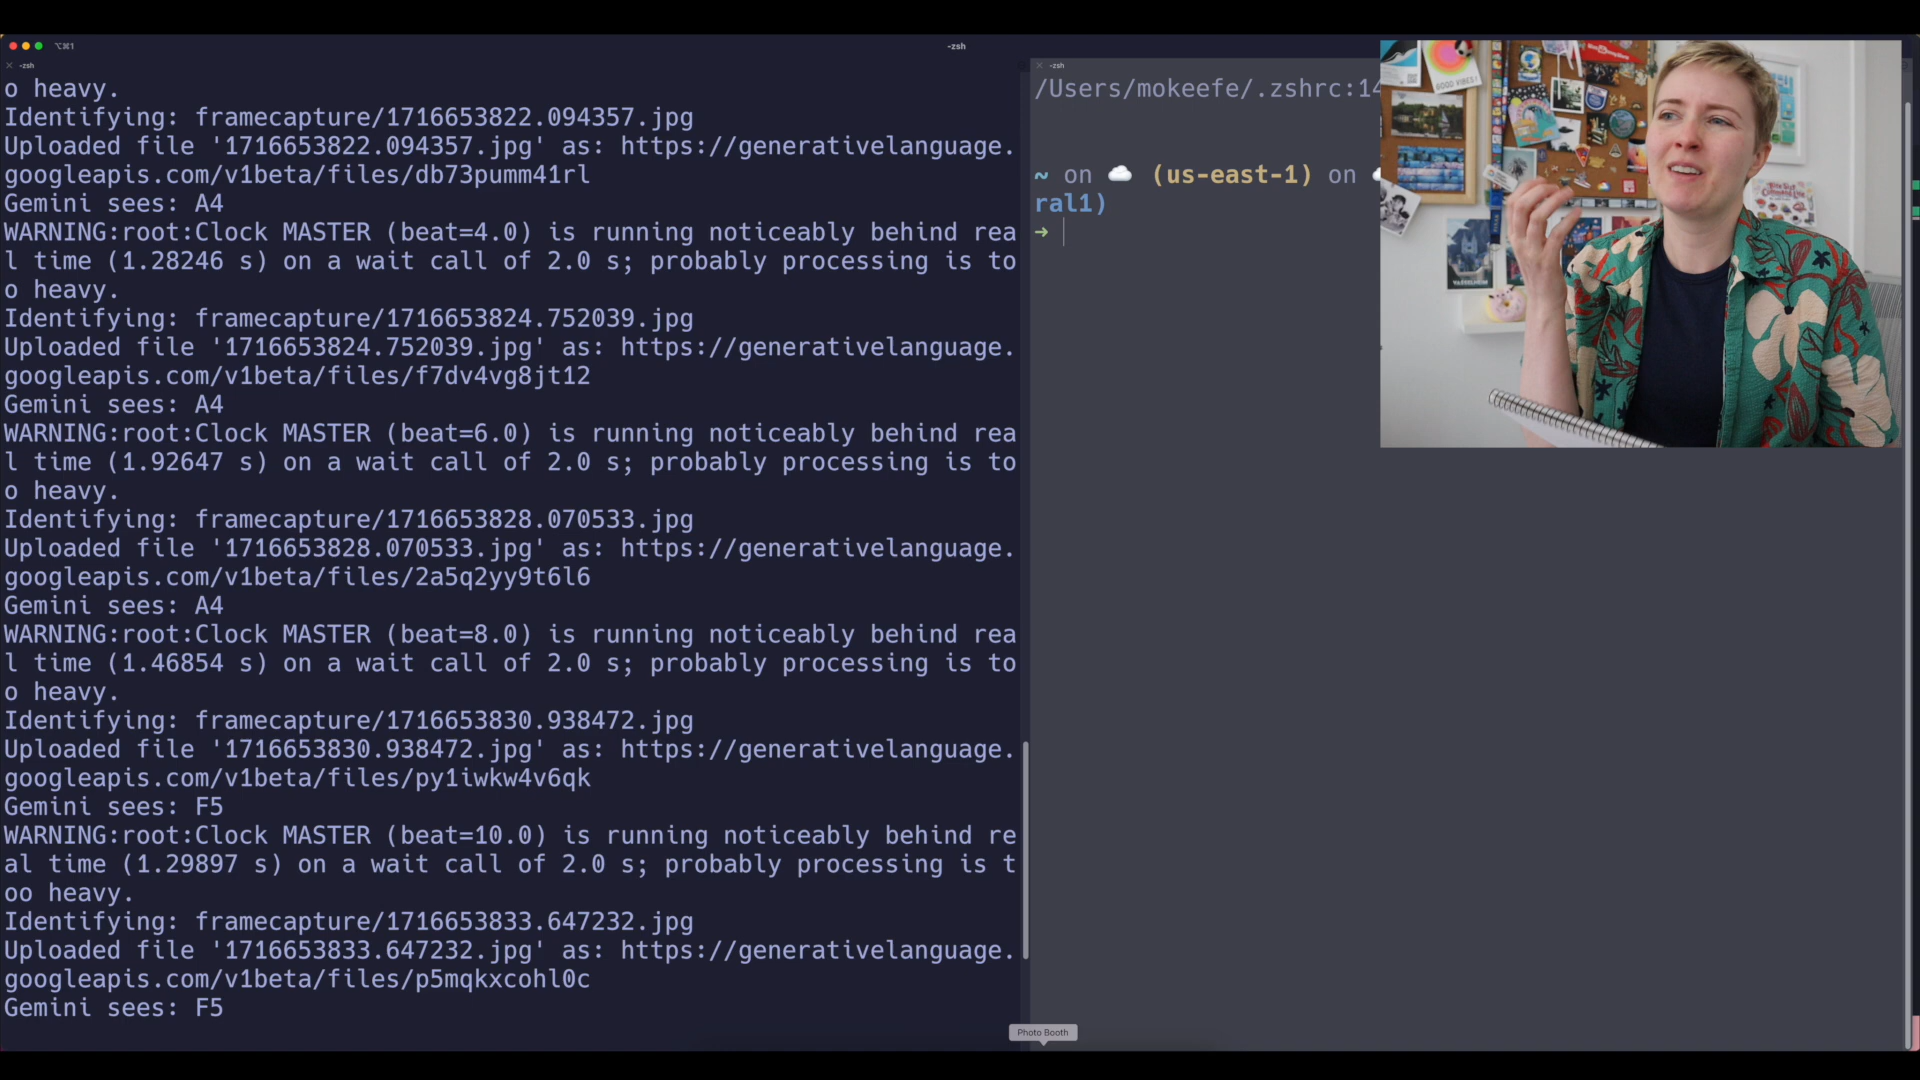 ⌥⌘1
-zsh
-zsh
o heavy.
Identifying: framecapture/1716653822.094357.jpg
Uploaded file '1716653822.094357.jpg' as: https://generativelanguage.
googleapis.com/v1beta/files/db73pumm41rl
Gemini sees: A4
WARNING:root:Clock MASTER (beat=4.0) is running noticeably behind rea
l time (1.28246 s) on a wait call of 2.0 s; probably processing is to
o heavy.
Identifying: framecapture/1716653824.752039.jpg
Uploaded file '1716653824.752039.jpg' as: https://generativelanguage.
googleapis.com/v1beta/files/f7dv4vg8jt12
Gemini sees: A4
WARNING:root:Clock MASTER (beat=6.0) is running noticeably behind rea
l time (1.92647 s) on a wait call of 2.0 s; probably processing is to
o heavy.
Identifying: framecapture/1716653828.070533.jpg
Uploaded file '1716653828.070533.jpg' as: https://generativelanguage.
googleapis.com/v1beta/files/2a5q2yy9t6l6
Gemini sees: A4
WARNING:root:Clock MASTER (beat=8.0) is running noticeably behind rea
l time (1.46854 s) on a wait call of 2.0 s; probably processing is to
o heavy.
Identifying: framecapture/1716653830.938472.jpg
Uploaded file '1716653830.938472.jpg' as: https://generativelanguage.
googleapis.com/v1beta/files/py1iwkw4v6qk
Gemini sees: F5
WARNING:root:Clock MASTER (beat=10.0) is running noticeably behind re
al time (1.29897 s) on a wait call of 2.0 s; probably processing is t
oo heavy.
Identifying: framecapture/1716653833.647232.jpg
Uploaded file '1716653833.647232.jpg' as: https://generativelanguage.
googleapis.com/v1beta/files/p5mqkxcohl0c
Gemini sees: F5
-zsh
/Users/mokeefe/.zshrc:14
~ on (us-east-1) on
ral1)
→
GOOD VIBES!
VASSELHEIM
Photo Booth